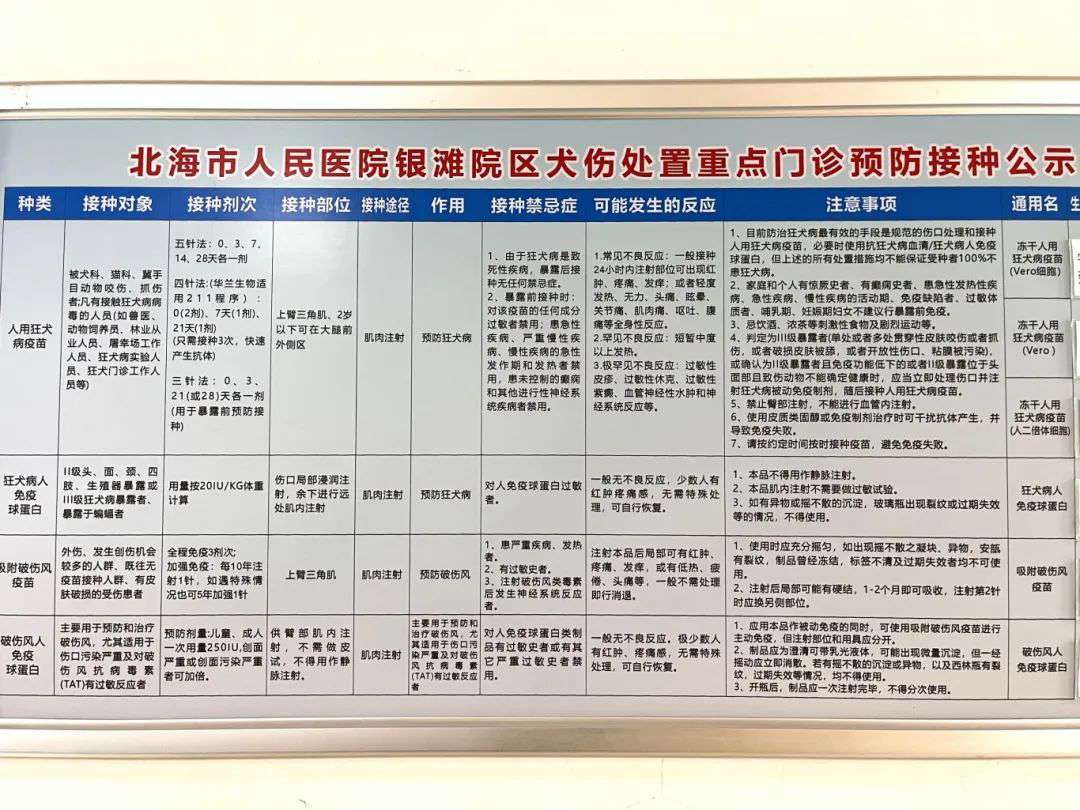 北海市人民医院银滩院区犬伤处置重点门诊预防接种公示
种类
接种对象
接种剂次
接种部位
接种途径
作用
接种禁忌症
可能发生的反应
注意事项
通用名
人用狂犬
病疫苗
被犬科、猫科、翼手
目动物咬伤、抓伤
者;凡有接触狂犬病病
毒的人员(如兽医、
动物饲养员、林业从
业人员、屠宰场工作
人员、狂犬病实验人
员、狂犬门诊工作人
员等)
五针法：0、3、7、
14、28天各一剂
四针法:(华兰生物适
用211程序）:
0(2剂)、7天(1剂)、
21天(1剂)
(只需接种3次，快速
产生抗体)
三针法：0、3、
21(或28)天各一剂
(用于暴露前预防接
种)
上臂三角肌、2岁
以下可在大腿前
外侧区
肌肉注射
预防狂犬病
1、由于狂犬病是致
死性疾病，暴露后接
种无任何禁忌症。
2、暴露前接种时：
对该疫苗的任何成分
过敏者禁用；患急性
疾病、严重慢性疾
病、慢性疾病的急性
发作期和发热者禁
用，患未控制的癫痫
和其他进行性神经系
统疾病者禁用。
1.常见不良反应：一般接种
24小时内注射部位可出现红
肿、疼痛、发痒；或者轻度
发热、无力、头痛、眩晕、
关节痛、肌肉痛、呕吐、腹
痛等全身性反应。
2.罕见不良反应：短暂中度
以上发热。
3.极罕见不良反应：过敏性
皮疹、过敏性休克、过敏性
紫癜、血管神经性水肿和神
经系统反应等。
1、目前防治狂犬病最有效的手段是规范的伤口处理和接种
人用狂犬病疫苗，必要时使用抗狂犬病血清/狂犬病人免疫
球蛋白，但上述的所有处置措施均不能保证受种者100%不
患狂犬病。
2、家庭和个人有惊厥史者、有癫痫史者、患急性发热性疾
病、急性疾病、慢性疾病的活动期、免疫缺陷者、过敏体
质者、哺乳期、妊娠期妇女不建议行暴露前免疫。
3、忌饮酒、浓茶等刺激性食物及剧烈运动等。
4、判定为III级暴露者(单处或者多处贯穿性皮肤咬伤或者抓
伤，或者破损皮肤被舔，或者开放性伤口、粘膜被污染)，
或确认为II级暴露者且免疫功能低下的或者II级暴露位于头
面部且致伤动物不能确定健康时，应当立即处理伤口并注
射狂犬病被动免疫制剂，随后接种人用狂犬病疫苗。
5、禁止臀部注射，不能进行血管内注射。
6、使用皮质类固醇或免疫制剂治疗时可干扰抗体产生，并
导致免疫失败。
7、请按约定时间按时接种疫苗，避免免疫失败。
冻干人用
狂犬病疫苗
(Vero细胞)
冻干人用
狂犬病疫苗
(Vero )
冻干人用
狂犬病疫苗
(人二倍体细胞)
狂犬病人
免疫
球蛋白
II级头、面、颈、四
肢、生殖器暴露或
III级狂犬病暴露者、
暴露于蝙蝠者
用量按20IU/KG体重
计算
伤口局部浸润注
射，余下进行远
处肌内注射
肌肉注射
预防狂犬病
对人免疫球蛋白过敏
者。
一般无不良反应，少数人有
红肿疼痛感，无需特殊处
理，可自行恢复。
1、本品不得用作静脉注射。
2、本品肌内注射不需要做过敏试验。
3、如有异物或摇不散的沉淀，玻璃瓶出现裂纹或过期失效
等的情况，不得使用。
狂犬病人
免疫球蛋白
吸附破伤风
疫苗
外伤、发生创伤机会
较多的人群、既往无
疫苗接种人群、有皮
肤破损的受伤患者
全程免疫3剂次;
加强免疫：每10年注
射1针，如遇特殊情
况也可5年加强1针
上臂三角肌
肌肉注射
预防破伤风
1、患严重疾病、发热
者。
2、有过敏史者。
3、注射破伤风类毒素
后发生神经系统反应
者。
注射本品后局部可有红肿、
疼痛、发痒，或有低热、疲
倦、头痛等，一般不需处理
即行消退。
1、使用时应充分摇匀，如出现摇不散之凝块、异物，安瓿
有裂纹，制品曾经冻结，标签不清及过期失效者均不可使
用。
2、注射后局部可能有硬结，1-2个月即可吸收，注射第2针
时应换另侧部位。
吸附破伤风
疫苗
破伤风人
免疫
球蛋白
主要用于预防和治疗
破伤风，尤其适用于
伤口污染严重及对破
伤风抗病毒素
(TAT)有过敏反应者
预防剂量:儿童、成人
一次用量250IU,创面
严重或创面污染严重
者可加倍。
供臂部肌内注
射，不需做皮
试，不得用作静
脉注射。
肌肉注射
主要用于预防和
治疗破伤风，尤
其适用于伤口污
染严重及对破伤
风抗病毒素
(TAT)有过敏反
应者
对人免疫球蛋白类制
品有过敏史者或有其
它严重过敏史者禁
用。
一般无不良反应，极少数人
有红肿、疼痛感，无需特殊
处理，可自行恢复。
1、应用本品作被动免疫的同时，可使用吸附破伤风疫苗进行
主动免疫，但注射部位和用具应分开。
2、制品应为澄清可带乳光液体，可能出现微量沉淀，但一经
摇动应立即消散。若有摇不散的沉淀或异物，以及西林瓶有裂
纹，过期失效等情况，均不得使用。
3、开瓶后，制品应一次注射完毕，不得分次使用。
破伤风人
免疫球蛋白